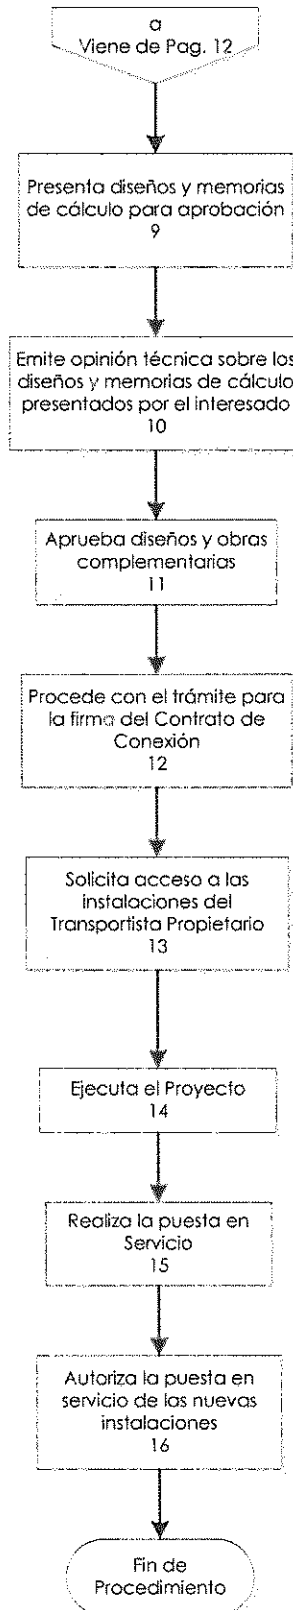 a
Viene de Pag. 12
Presenta diseños y memorias
de cálculo para aprobación
9
Emite opinión técnica sobre los
diseños y memorias de cálculo
presentados por el interesado
10
Aprueba diseños y obras
complementarias
11
Procede con el trámite para
la firma del Contrato de
Conexión
12
Solicita acceso a las
instalaciones del
Transportista Propietario
13
Ejecuta el Proyecto
14
Realiza la puesta en
Servicio
15
Autoriza la puesta en
servicio de las nuevas
instalaciones
16
Fin de
Procedimiento